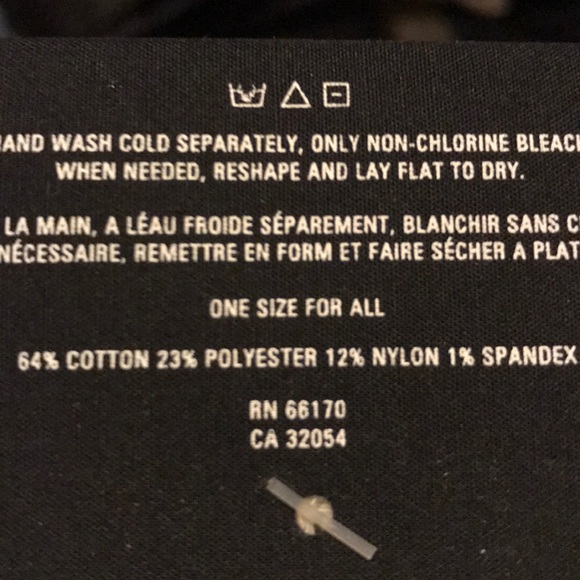 HAND WASH COLD SEPARATELY, ONLY NON-CHLORINE BLEACH
WHEN NEEDED, RESHAPE AND LAY FLAT TO DRY.
LA MAIN, A LÉAU FROIDE SÉPAREMENT, BLANCHIR SANS
NÉCESSAIRE, REMETTRE EN FORM ET FAIRE SÉCHER A PLAT
ONE SIZE FOR ALL
64% COTTON 23% POLYESTER 12% NYLON 1% SPANDEX
RN 66170
CA 32054